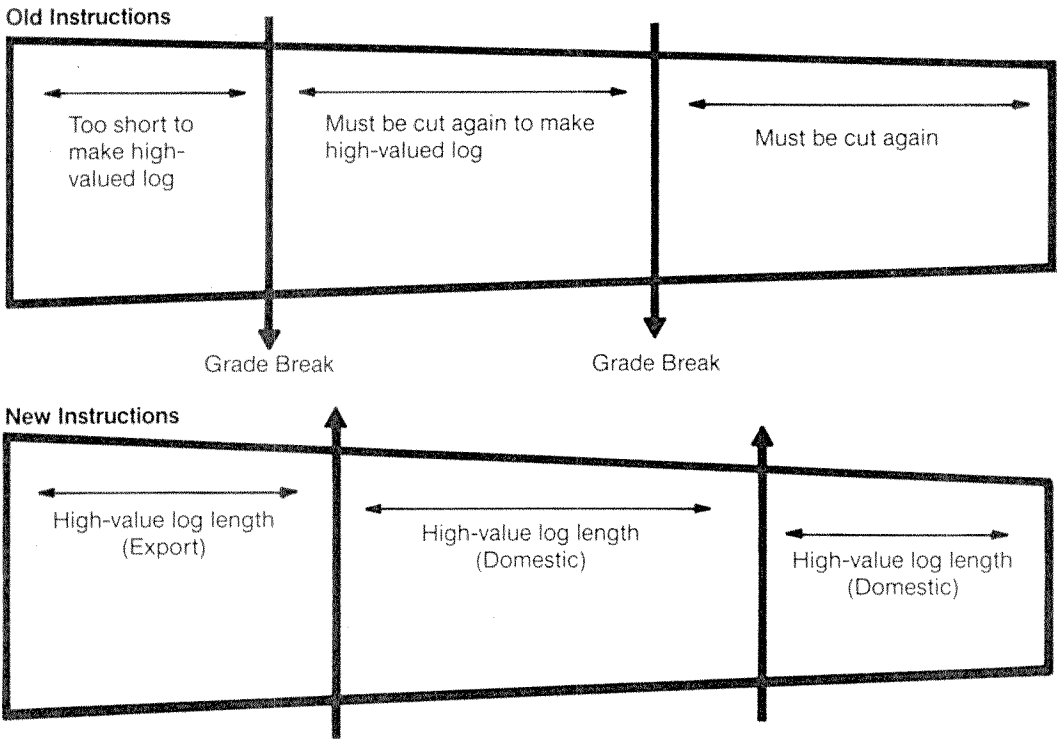 Old Instructions
Too short to
make high-
valued log
Must be cut again to make
high-valued log
Must be cut again
Grade Break
Grade Break
New Instructions
High-value log length
(Export)
High-value log length
(Domestic)
High-value log length
(Domestic)